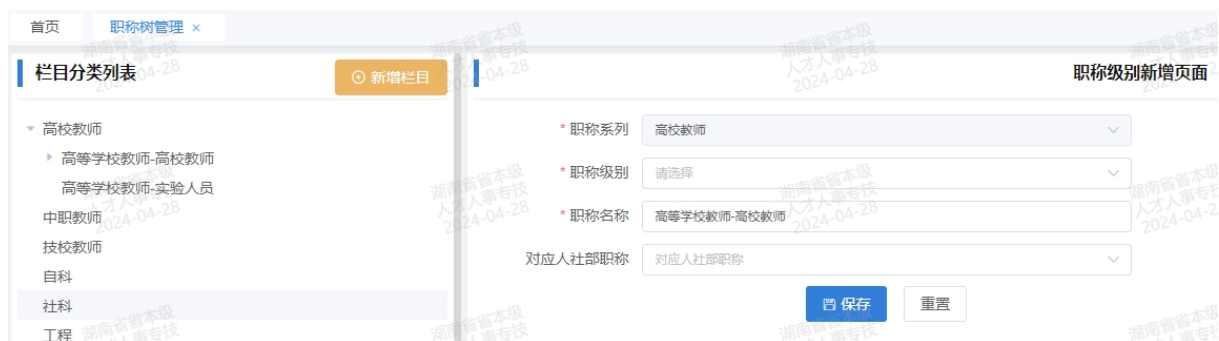 首页
职称树管理 ×
栏目分类列表
新增栏目
职称级别新增页面
高校教师
高等学校教师-高校教师
高等学校教师-实验人员
中职教师
技校教师
自科
社科
工程
* 职称系列 高校教师
* 职称级别 请选择
* 职称名称 高等学校教师-高校教师
对应人社部职称 对应人社部职称
保存
重置
湖南省省本级
人才人事专技
2024-04-28